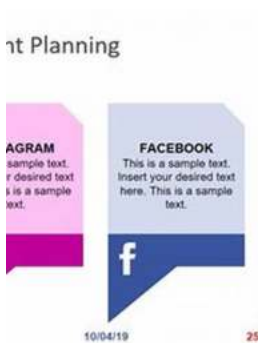 nt Planning
AGRAM
sample text.
r desired text
s is a sample
text.
FACEBOOK
This is a sample text.
Insert your desired text
here. This is a sample
text.
f
10/04/19
25